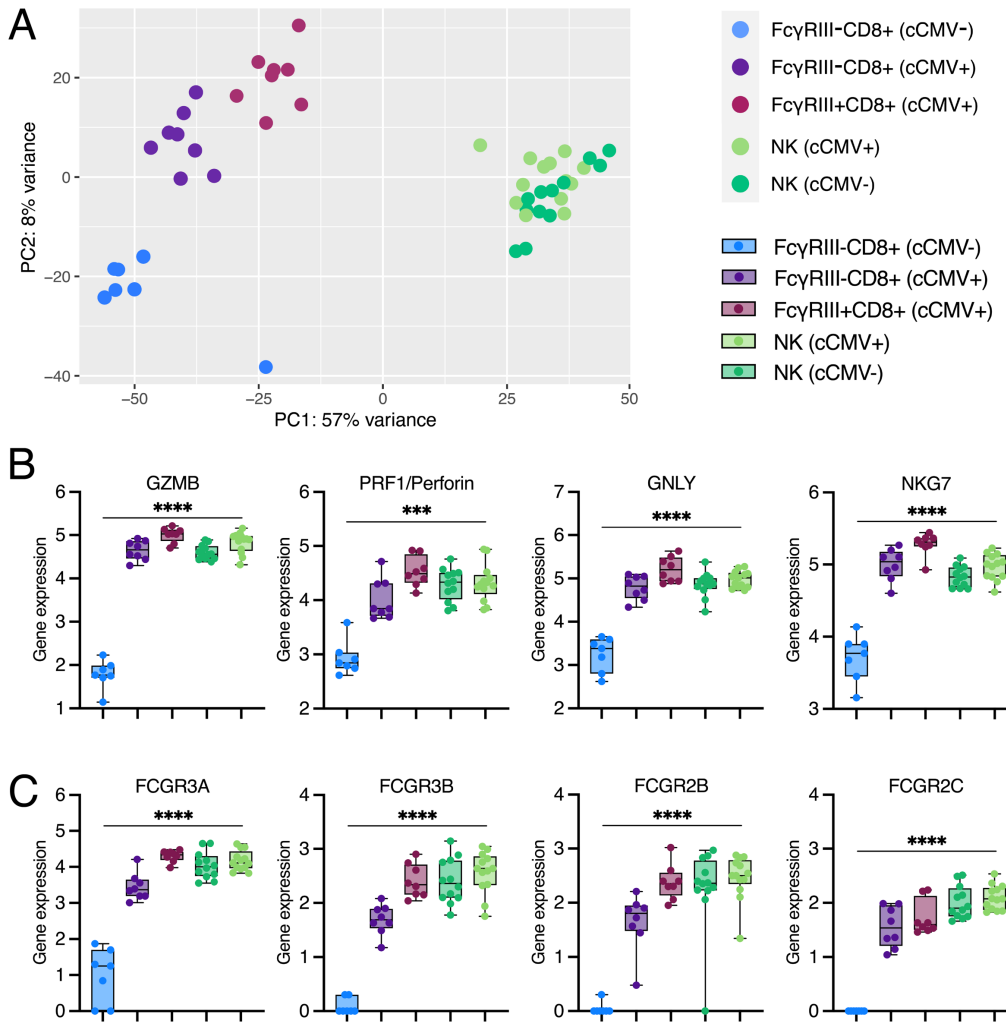 A
PC2: 8% variance
20
0
−20
−40
−50
−25
0
25
50
PC1: 57% variance
FcγRIII-CD8+ (cCMV-)
FcγRIII-CD8+ (cCMV+)
FcγRIII+CD8+ (cCMV+)
NK (cCMV+)
NK (cCMV-)
FcγRIII-CD8+ (cCMV-)
FcγRIII-CD8+ (cCMV+)
FcγRIII+CD8+ (cCMV+)
NK (cCMV+)
NK (cCMV-)
B
GZMB
****
Gene expression
6
5
4
3
2
1
PRF1/Perforin
***
Gene expression
6
5
4
3
2
GNLY
****
Gene expression
7
6
5
4
3
2
NKG7
****
Gene expression
6
5
4
3
C
FCGR3A
****
Gene expression
6
5
4
3
2
1
0
FCGR3B
****
Gene expression
4
3
2
1
0
FCGR2B
****
Gene expression
4
3
2
1
0
FCGR2C
****
Gene expression
4
3
2
1
0